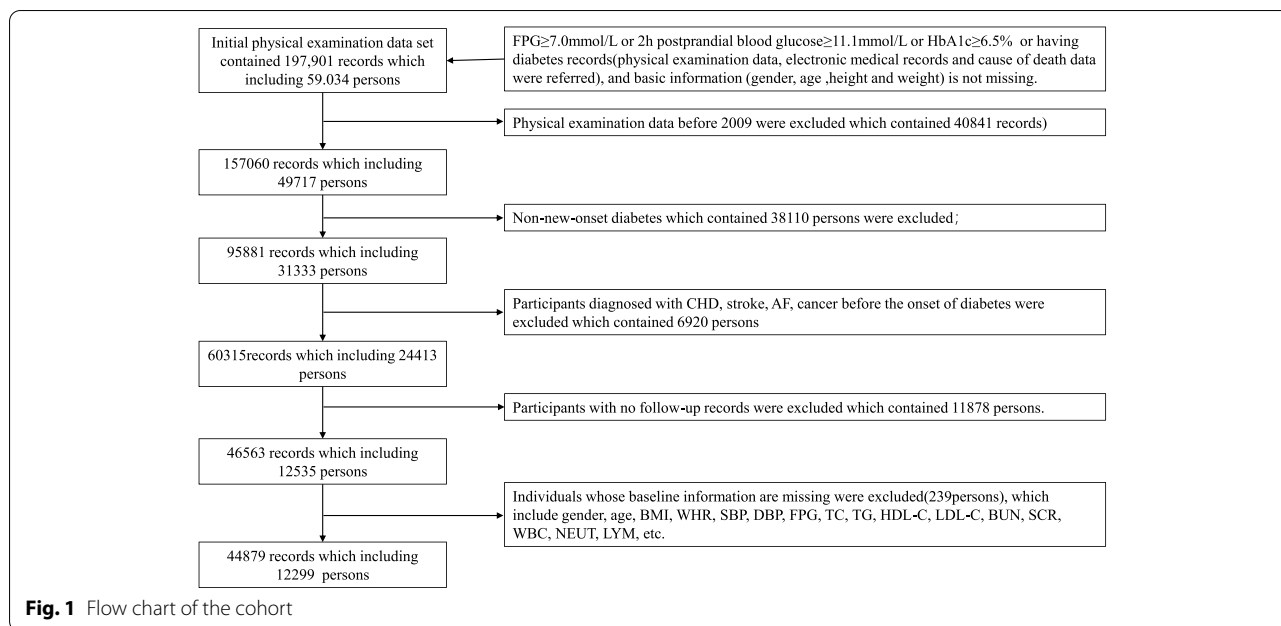 Initial physical examination data set
contained 197,901 records which
including 59.034 persons
FPG≥7.0mmol/L or 2h postprandial blood glucose≥11.1mmol/L or HbA1c≥6.5% or having
diabetes records(physical examination data, electronic medical records and cause of death data
were referred), and basic information (gender, age ,height and weight) is not missing.
Physical examination data before 2009 were excluded which contained 40841 records)
157060 records which including
49717 persons
Non-new-onset diabetes which contained 38110 persons were excluded;
95881 records which including
31333 persons
Participants diagnosed with CHD, stroke, AF, cancer before the onset of diabetes were
excluded which contained 6920 persons
60315records which including 24413
persons
Participants with no follow-up records were excluded which contained 11878 persons.
46563 records which including
12535 persons
Individuals whose baseline information are missing were excluded(239persons), which
include gender, age, BMI, WHR, SBP, DBP, FPG, TC, TG, HDL-C, LDL-C, BUN, SCR,
WBC, NEUT, LYM, etc.
44879 records which including
12299 persons
Fig. 1 Flow chart of the cohort